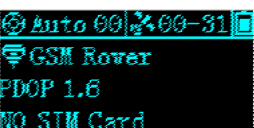 Auto 00 00-31
GSM Rover
PDOP 1.6
NO SIM Card